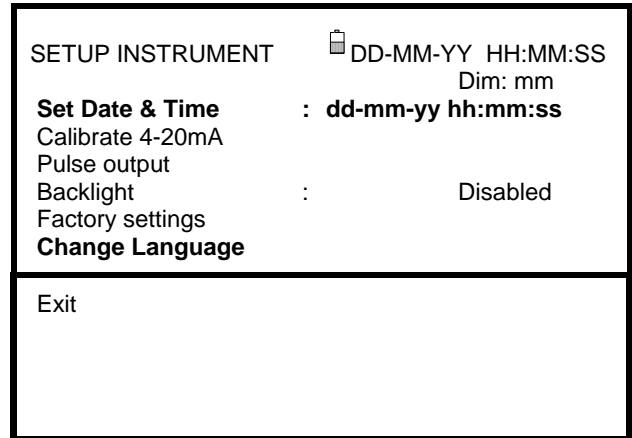 SETUP INSTRUMENT DD-MM-YY HH:MM:SS
Dim: mm
Set Date & Time : dd-mm-yy hh:mm:ss
Calibrate 4-20mA
Pulse output
Backlight : Disabled
Factory settings
Change Language
Exit